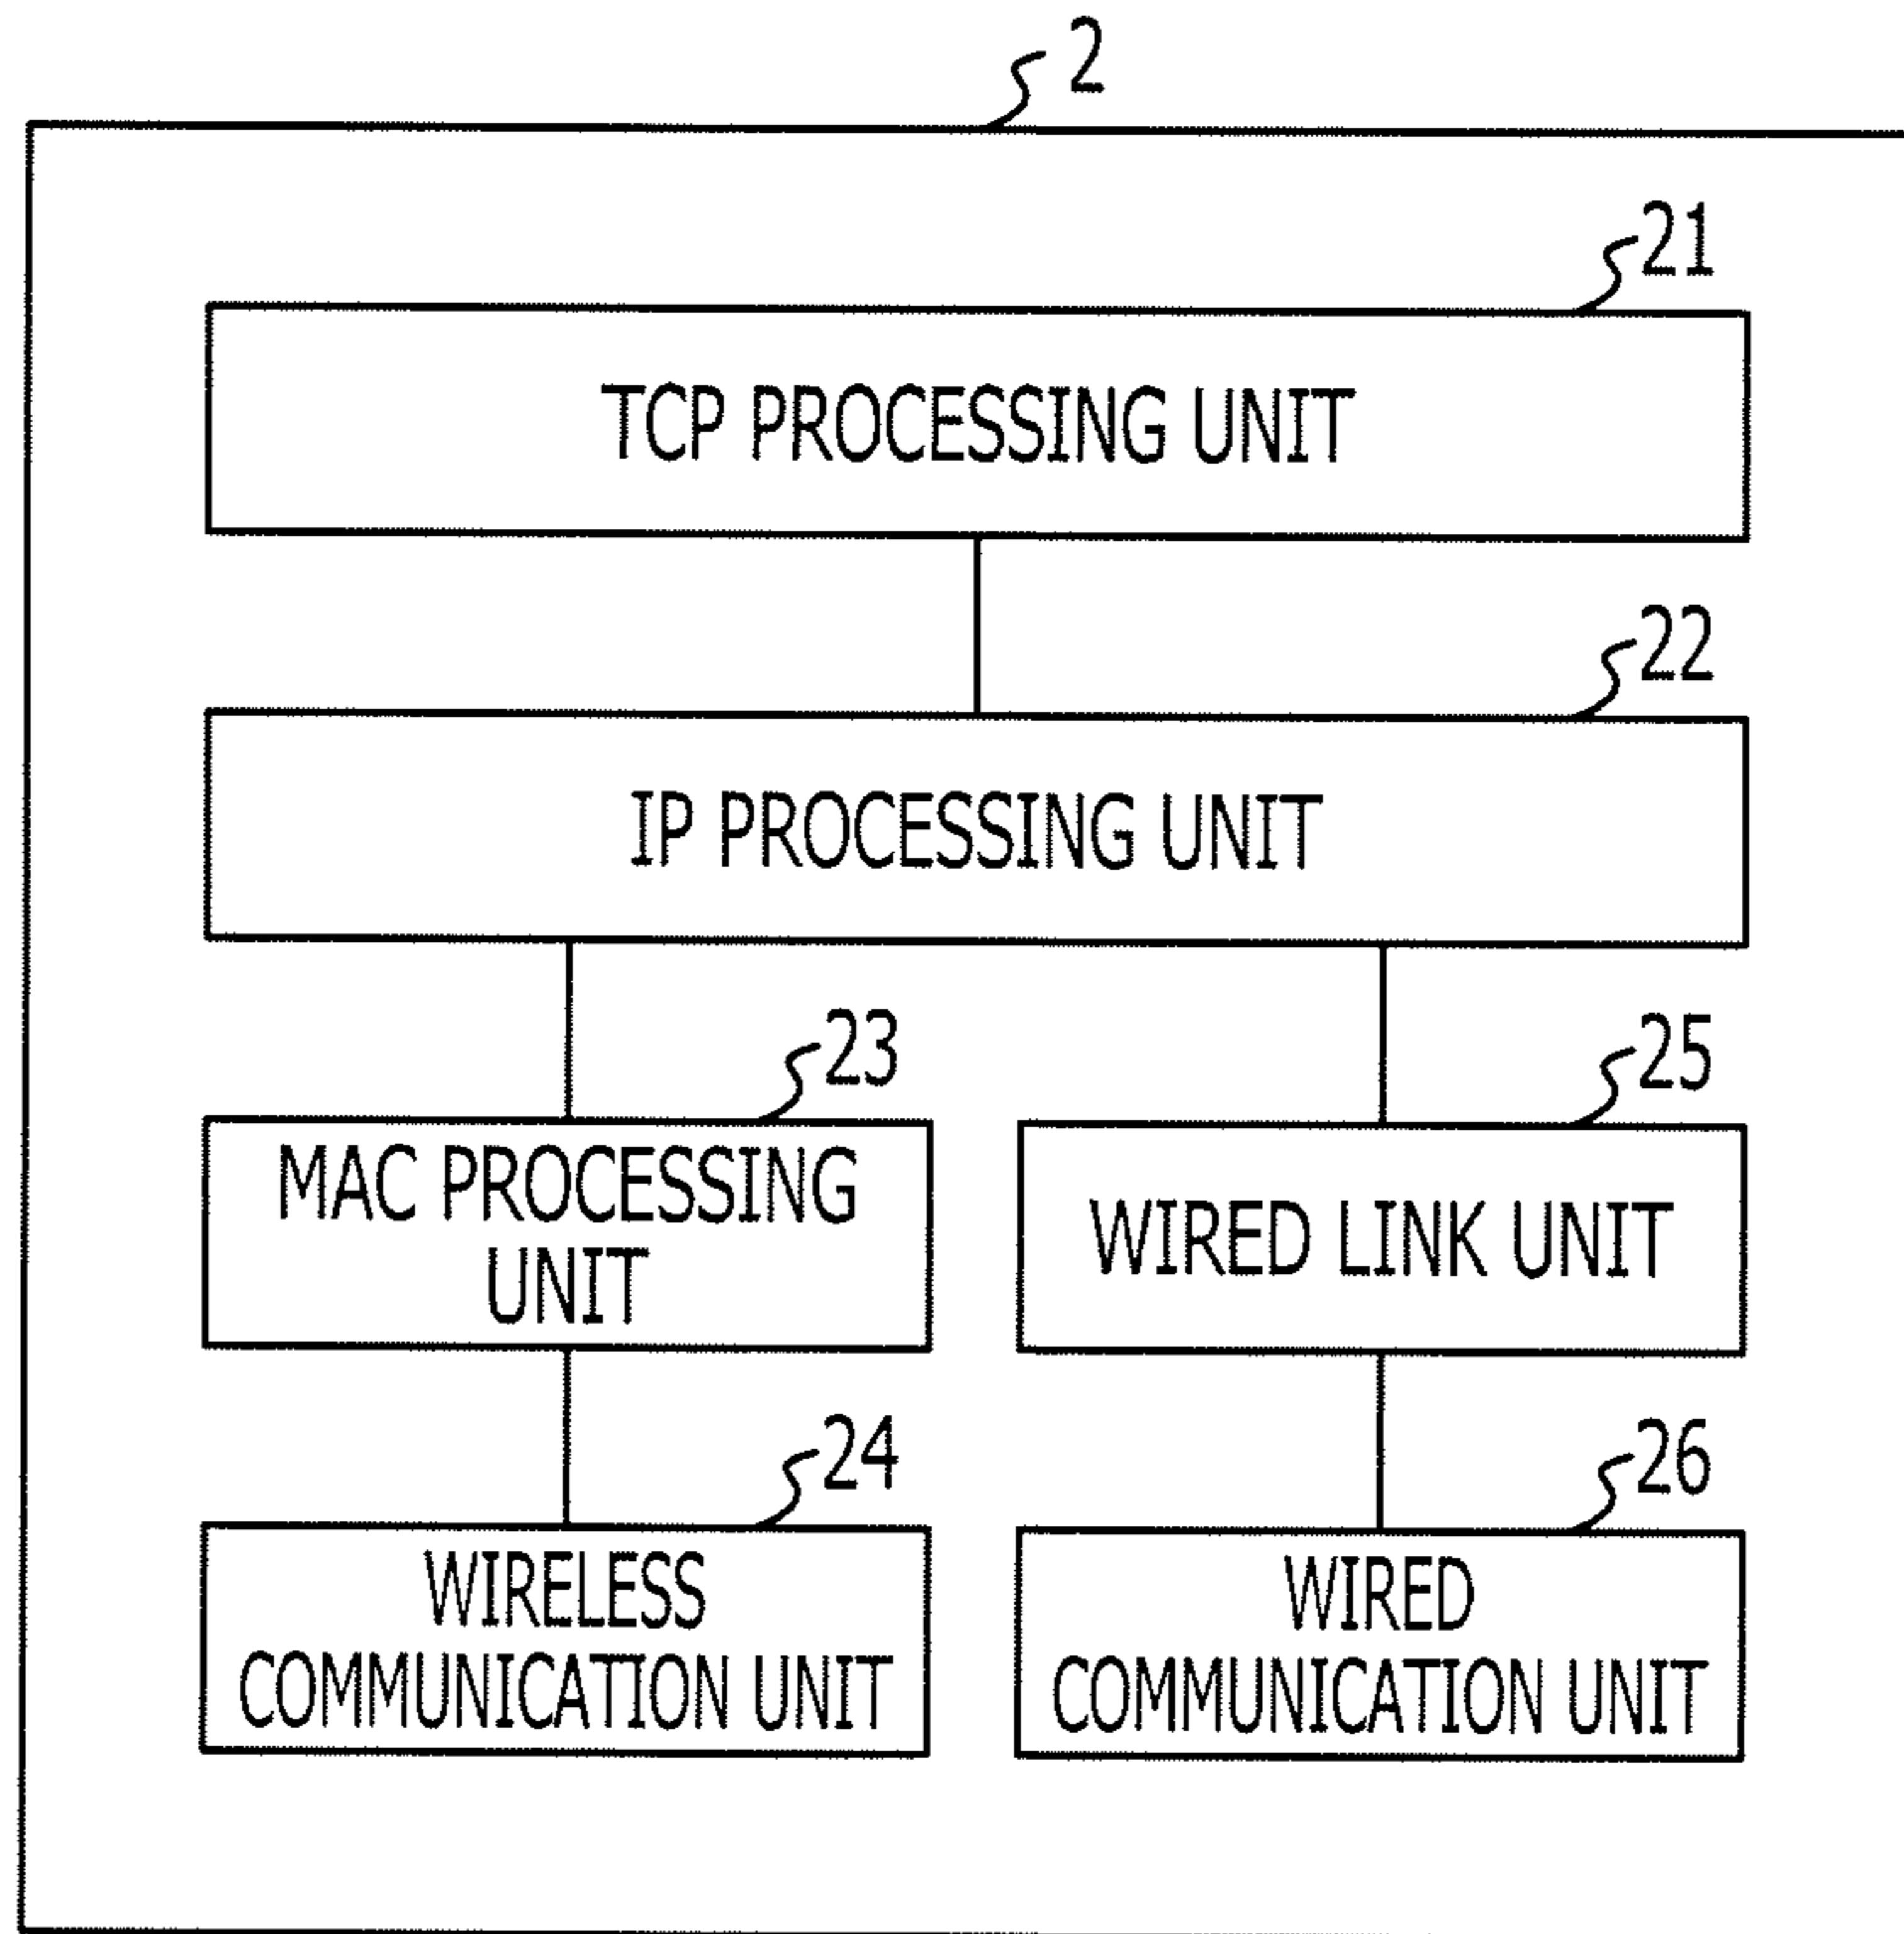 2
21
TCP PROCESSING UNIT
22
IP PROCESSING UNIT
23
MAC PROCESSING
UNIT
25
WIRED LINK UNIT
24
WIRELESS
COMMUNICATION UNIT
26
WIRED
COMMUNICATION UNIT